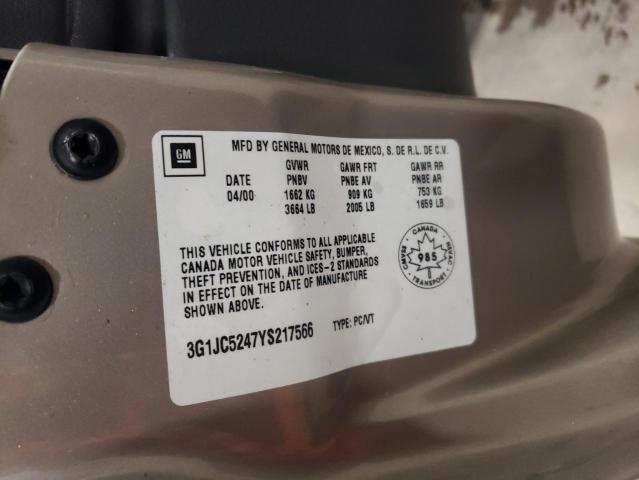 GM
MFD BY GENERAL MOTORS DE MEXICO, S. DE R.L. DE C.V.
GVWR GAWR FRT GAWR RR
DATE PNBV PNBE AV PNBE AR
04/00 1662 KG 909 KG 753 KG
3664 LB 2005 LB 1659 LB
THIS VEHICLE CONFORMS TO ALL APPLICABLE
CANADA MOTOR VEHICLE SAFETY, BUMPER,
THEFT PREVENTION, AND ICES-2 STANDARDS
IN EFFECT ON THE DATE OF MANUFACTURE
SHOWN ABOVE.
CANADA
CMVSS 985 NSVAC
TRANSPORT
3G1JC5247YS217566 TYPE: PC/VT